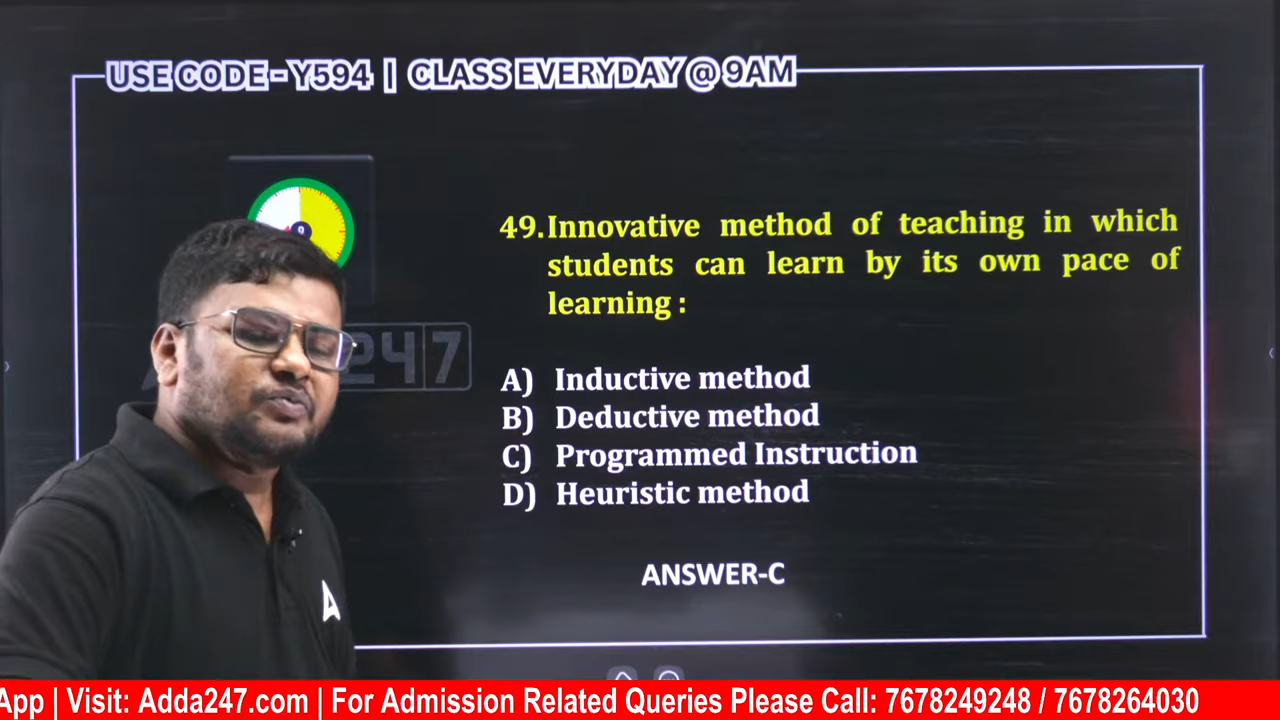 USE CODE - Y594 | CLASS EVERYDAY @ 9AM
9
247
49. Innovative method of teaching in which
students can learn by its own pace of
learning :
A) Inductive method
B) Deductive method
C) Programmed Instruction
D) Heuristic method
ANSWER-C
App | Visit: Adda247.com | For Admission Related Queries Please Call: 7678249248 / 7678264030